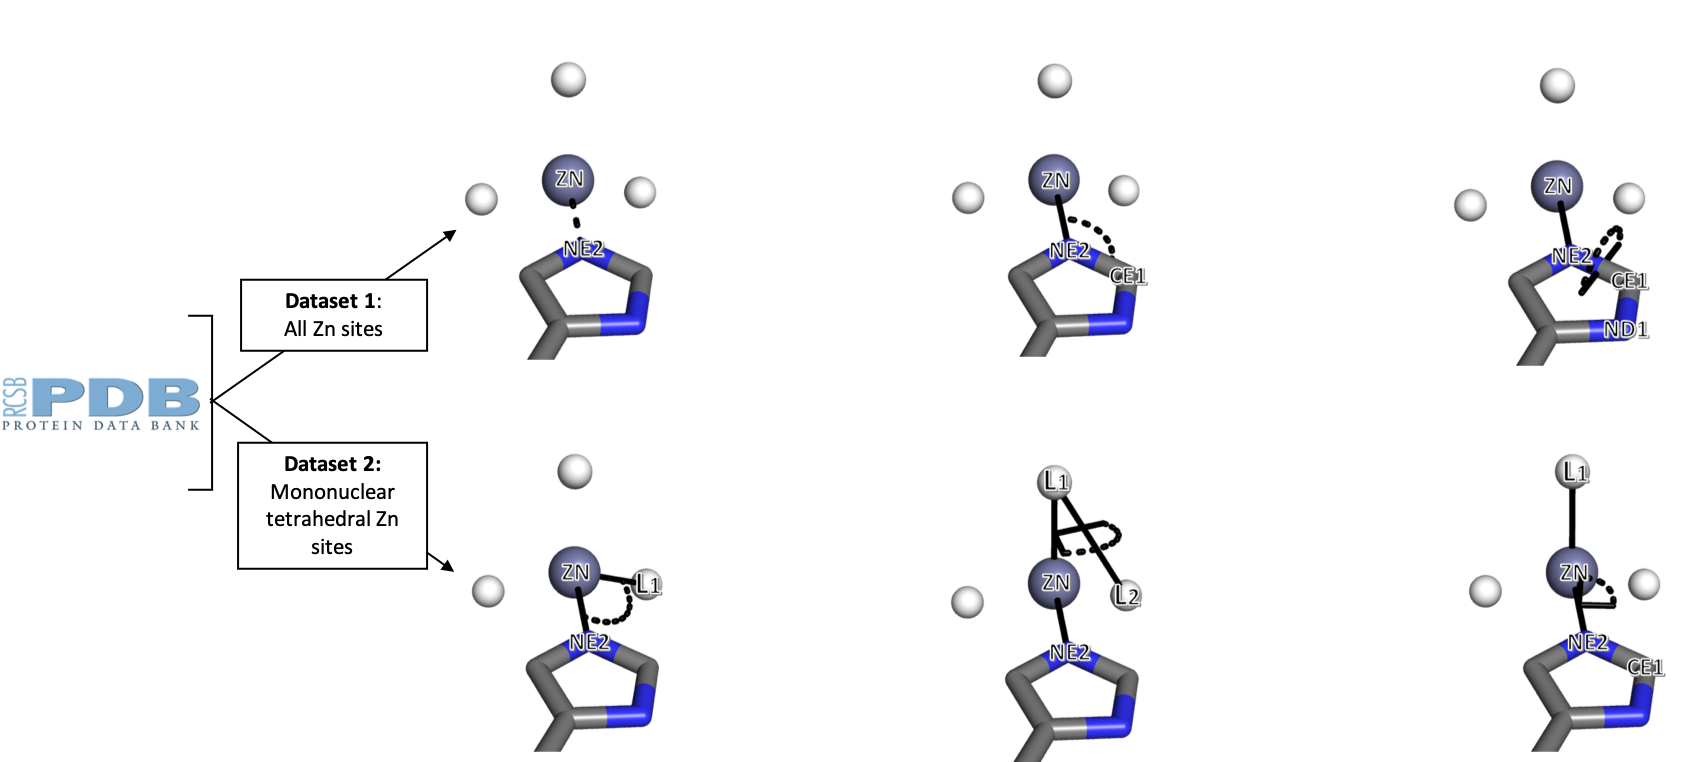 ZN
NE2
ZN
NE2
CE1
ZN
NE2
CE1
ND1
Dataset 1:
All Zn sites
RCSB
PDB
PROTEIN DATA BANK
Dataset 2:
Mononuclear
tetrahedral Zn
sites
ZN
L1
NE2
L1
ZN
L2
NE2
L1
ZN
NE2
CE1